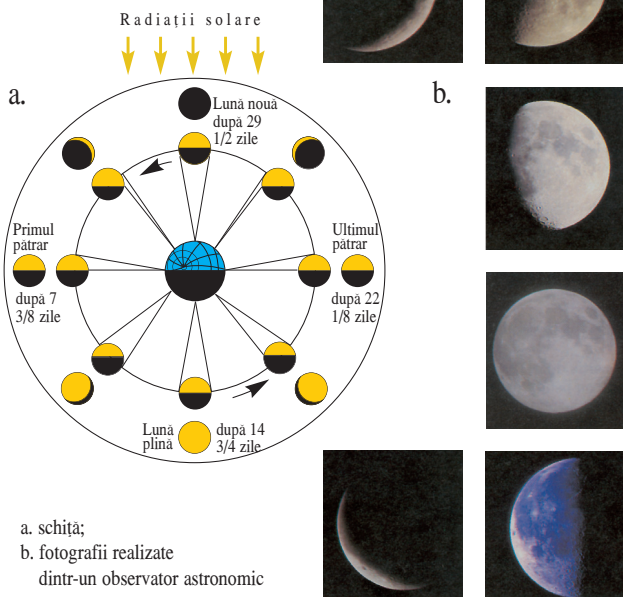 Radiații solare
a.
b.
Lună nouă
după 29
1/2 zile
Primul
pătrar
după 7
3/8 zile
Ultimul
pătrar
după 22
1/8 zile
Lună
plină
după 14
3/4 zile
a. schiță;
b. fotografii realizate
dintr-un observator astronomic